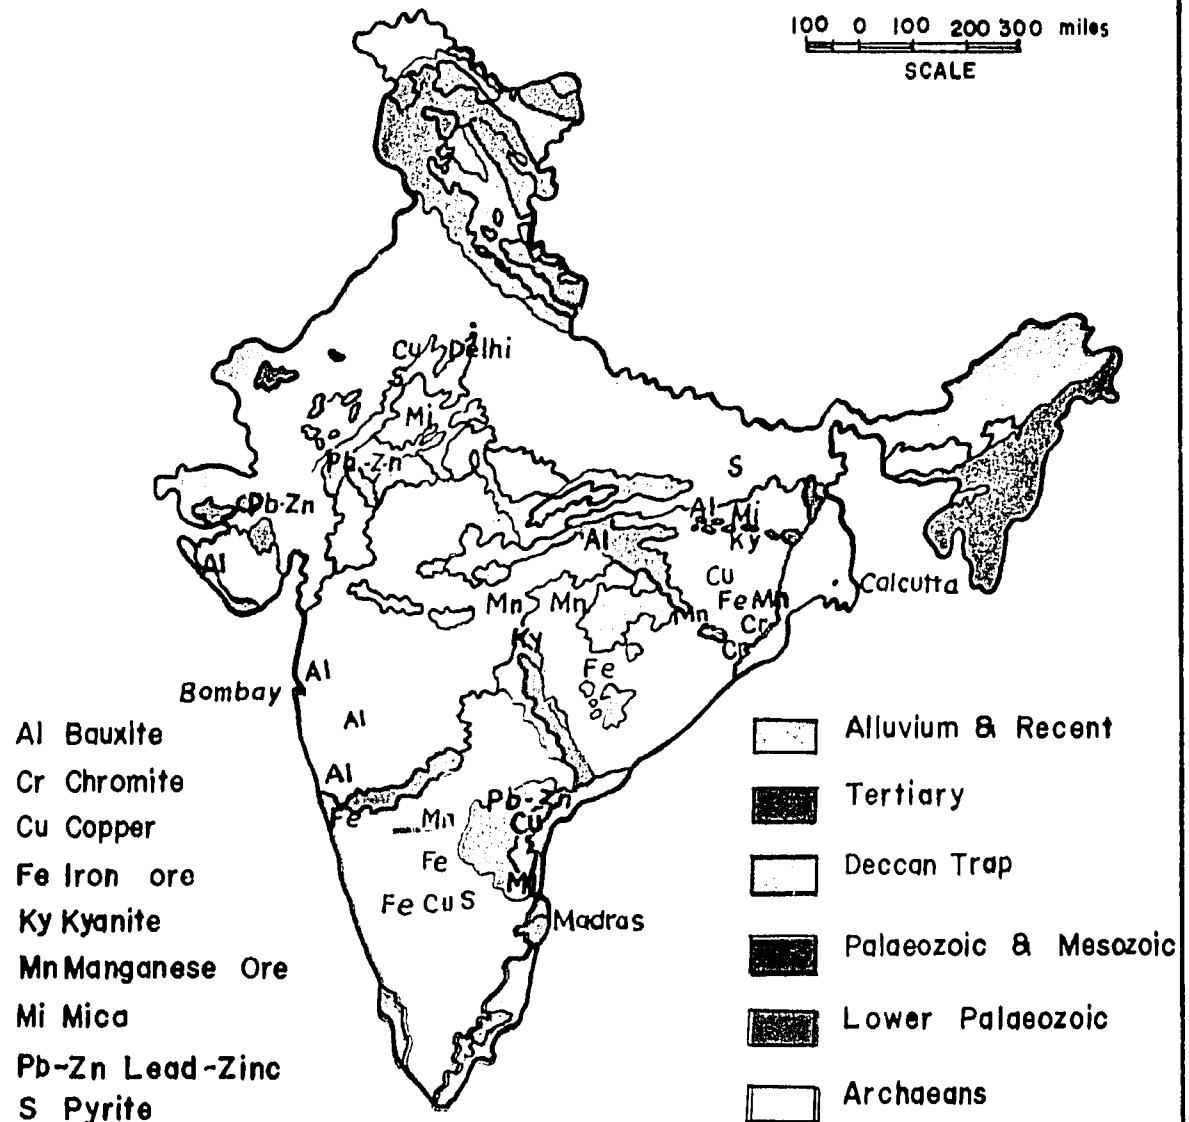 100 0 100 200 300 miles
SCALE
Cu Delhi
Mi
Pb-Zn
S
Pb-Zn
Al Mi
Al
Ky
Al
Cu
Calcutta
Mn Mn
Fe Mn
Mn
Cr
Ky
Cr
Fe
Al
Bombay
Al
Al
Pb-Zn
Fe
Mn
Cu
Fe
Mi
Fe Cu S
Madras
Al Bauxite
Cr Chromite
Cu Copper
Fe Iron ore
Ky Kyanite
Mn Manganese Ore
Mi Mica
Pb-Zn Lead-Zinc
S Pyrite
Alluvium & Recent
Tertiary
Deccan Trap
Palaeozoic & Mesozoic
Lower Palaeozoic
Archaeans